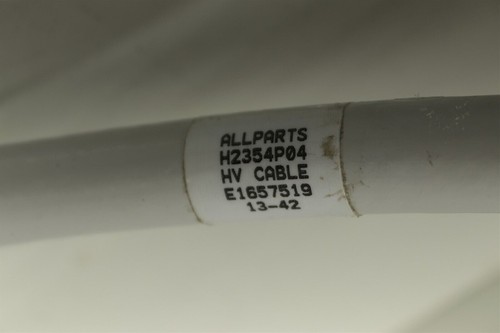 ALLPARTS
H2354P04
HV CABLE
E1657519
13-42